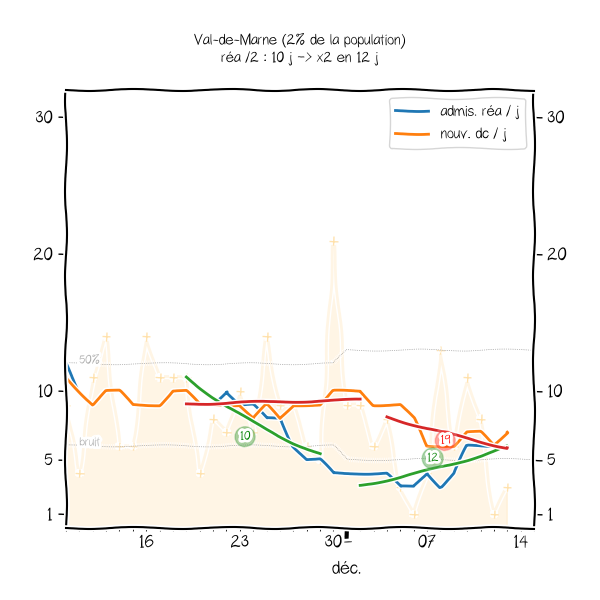 Val-de-Marne (2% de la population)
réa /2 : 10 j -> x2 en 12 j
admis. réa / j
nouv. dc / j
30 30
20 20
50%
10 10
19
10
12
bruit
5 5
1 1
16 23 30 07 14
déc.